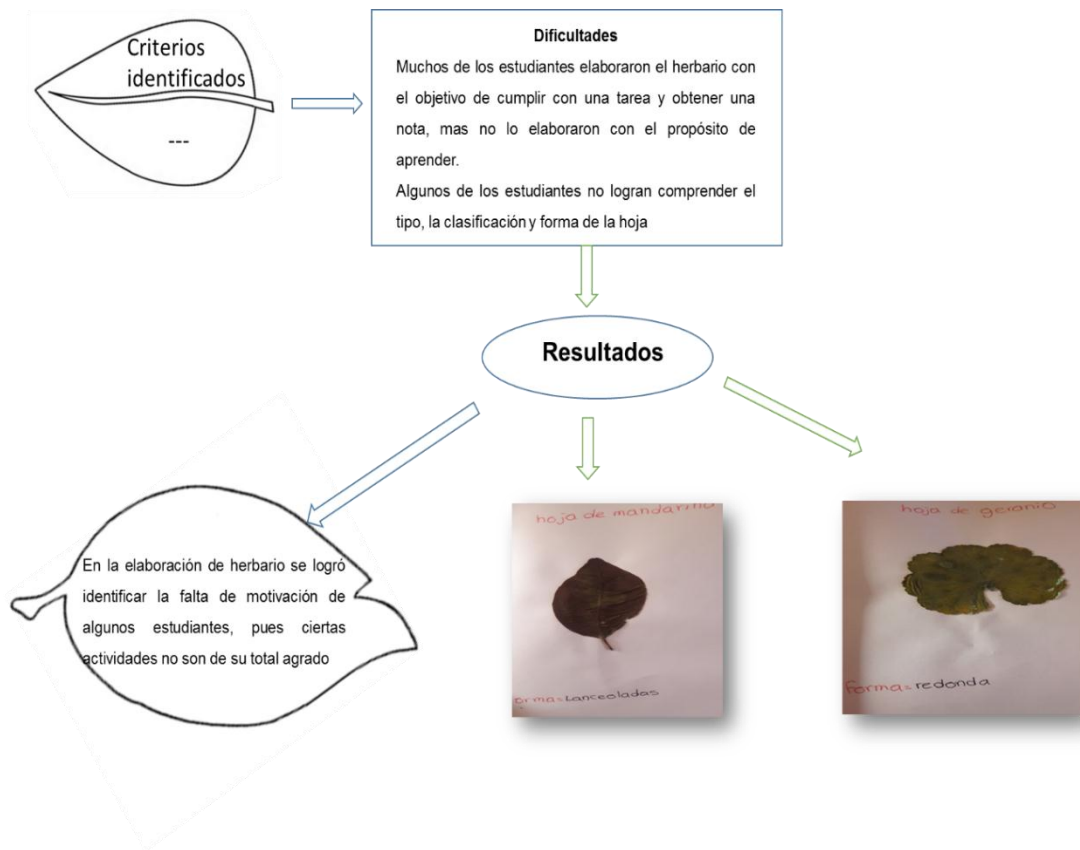 Criterios
identificados
---
Dificultades
Muchos de los estudiantes elaboraron el herbario con
el objetivo de cumplir con una tarea y obtener una
nota, mas no lo elaboraron con el propósito de
aprender.
Algunos de los estudiantes no logran comprender el
tipo, la clasificación y forma de la hoja
Resultados
En la elaboración de herbario se logró
identificar la falta de motivación de
algunos estudiantes, pues ciertas
actividades no son de su total agrado
hoja de mandarina
orma=Lanceoladas
hoja de geranio
Forma=redonda